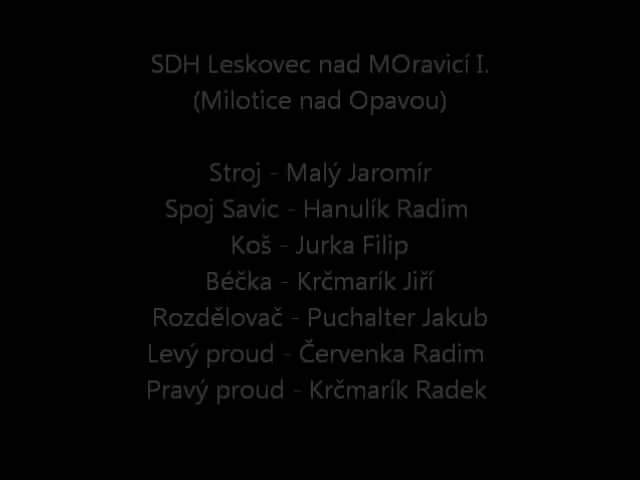 SDH Leskovec nad MOravicí I.
(Milotice nad Opavou)
Stroj - Malý Jaromír
Spoj Savic - Hanulík Radim
Koš - Jurka Filip
Béčka - Krčmarík Jiří
Rozdělovač - Puchalter Jakub
Levý proud - Červenka Radim
Pravý proud - Krčmarík Radek